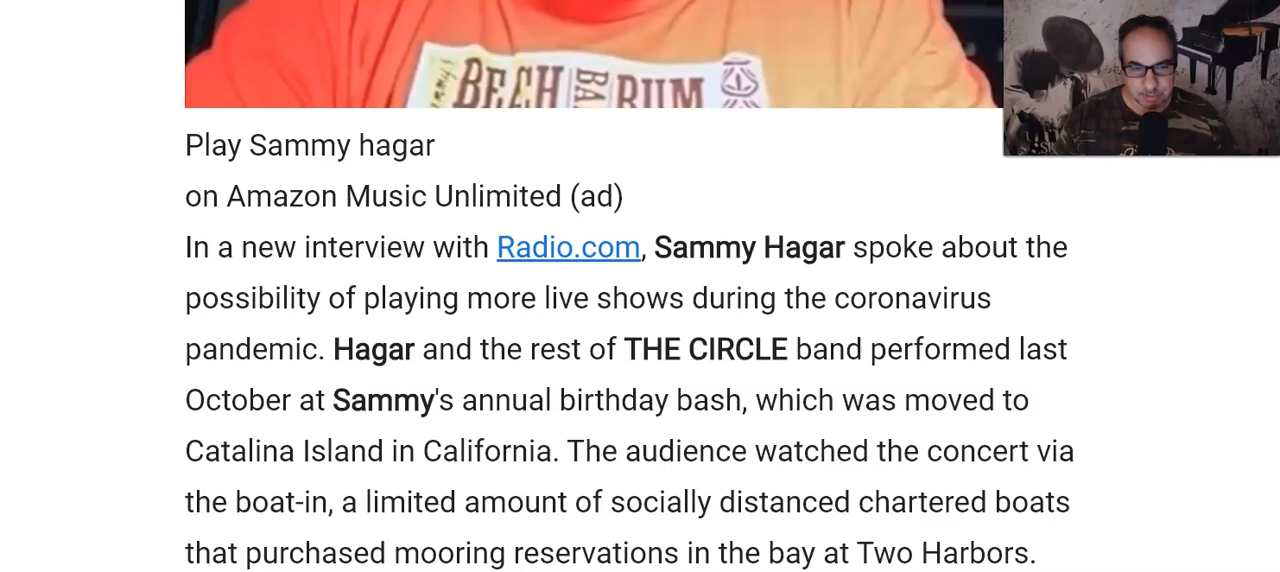 BEACH
BAR
RUM
Play Sammy hagar
on Amazon Music Unlimited (ad)
In a new interview with Radio.com, Sammy Hagar spoke about the
possibility of playing more live shows during the coronavirus
pandemic. Hagar and the rest of THE CIRCLE band performed last
October at Sammy's annual birthday bash, which was moved to
Catalina Island in California. The audience watched the concert via
the boat-in, a limited amount of socially distanced chartered boats
that purchased mooring reservations in the bay at Two Harbors.